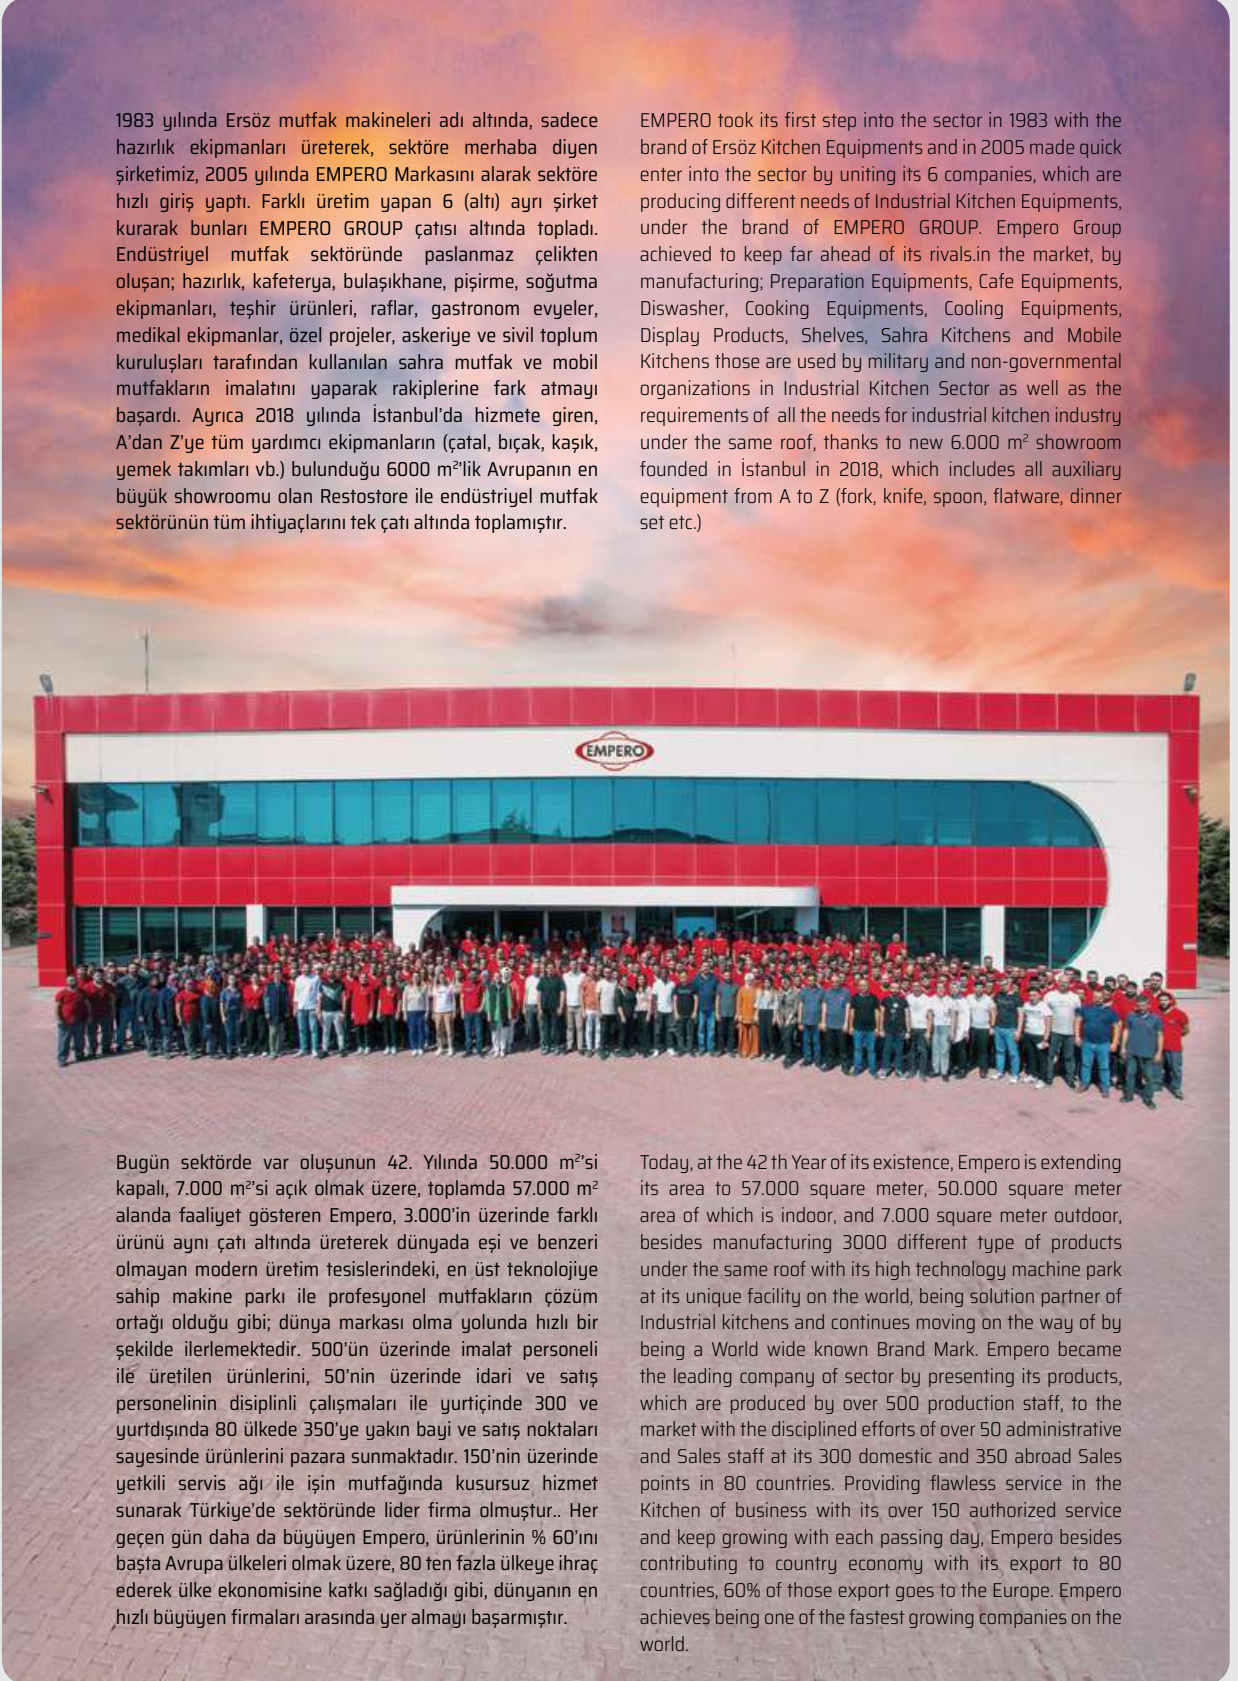 1983 yılında Ersöz mutfak makineleri adı altında, sadece
hazırlık ekipmanları üreterek, sektöre merhaba diyen
şirketimiz, 2005 yılında EMPERO Markasını alarak sektöre
hızlı giriş yaptı. Farklı üretim yapan 6 (altı) ayrı şirket
kurarak bunları EMPERO GROUP çatısı altında topladı.
Endüstriyel mutfak sektöründe paslanmaz çelikten
oluşan; hazırlık, kafeterya, bulaşıkhane, pişirme, soğutma
ekipmanları, teşhir ürünleri, raflar, gastronom evyeler,
medikal ekipmanlar, özel projeler, askeriye ve sivil toplum
kuruluşları tarafından kullanılan sahra mutfak ve mobil
mutfakların imalatını yaparak rakiplerine fark atmayı
başardı. Ayrıca 2018 yılında İstanbul’da hizmete giren,
A’dan Z’ye tüm yardımcı ekipmanların (çatal, bıçak, kaşık,
yemek takımları vb.) bulunduğu 6000 m²’lik Avrupanın en
büyük showroomu olan Restostore ile endüstriyel mutfak
sektörünün tüm ihtiyaçlarını tek çatı altında toplamıştır.
EMPERO took its first step into the sector in 1983 with the
brand of Ersöz Kitchen Equipments and in 2005 made quick
enter into the sector by uniting its 6 companies, which are
producing different needs of Industrial Kitchen Equipments,
under the brand of EMPERO GROUP. Empero Group
achieved to keep far ahead of its rivals.in the market, by
manufacturing; Preparation Equipments, Cafe Equipments,
Diswasher, Cooking Equipments, Cooling Equipments,
Display Products, Shelves, Sahra Kitchens and Mobile
Kitchens those are used by military and non-governmental
organizations in Industrial Kitchen Sector as well as the
requirements of all the needs for industrial kitchen industry
under the same roof, thanks to new 6.000 m² showroom
founded in İstanbul in 2018, which includes all auxiliary
equipment from A to Z (fork, knife, spoon, flatware, dinner
set etc.)
EMPERO
Bugün sektörde var oluşunun 42. Yılında 50.000 m²’si
kapalı, 7.000 m²’si açık olmak üzere, toplamda 57.000 m²
alanda faaliyet gösteren Empero, 3.000’in üzerinde farklı
ürünü aynı çatı altında üreterek dünyada eşi ve benzeri
olmayan modern üretim tesislerindeki, en üst teknolojiye
sahip makine parkı ile profesyonel mutfakların çözüm
ortağı olduğu gibi; dünya markası olma yolunda hızlı bir
şekilde ilerlemektedir. 500’ün üzerinde imalat personeli
ile üretilen ürünlerini, 50’nin üzerinde idari ve satış
personelinin disiplinli çalışmaları ile yurtiçinde 300 ve
yurtdışında 80 ülkede 350’ye yakın bayi ve satış noktaları
sayesinde ürünlerini pazara sunmaktadır. 150’nin üzerinde
yetkili servis ağı ile işin mutfağında kusursuz hizmet
sunarak Türkiye’de sektöründe lider firma olmuştur.. Her
geçen gün daha da büyüyen Empero, ürünlerinin % 60’ını
başta Avrupa ülkeleri olmak üzere, 80 ten fazla ülkeye ihraç
ederek ülke ekonomisine katkı sağladığı gibi, dünyanın en
hızlı büyüyen firmaları arasında yer almayı başarmıştır.
Today, at the 42 th Year of its existence, Empero is extending
its area to 57.000 square meter, 50.000 square meter
area of which is indoor, and 7.000 square meter outdoor,
besides manufacturing 3000 different type of products
under the same roof with its high technology machine park
at its unique facility on the world, being solution partner of
Industrial kitchens and continues moving on the way of by
being a World wide known Brand Mark. Empero became
the leading company of sector by presenting its products,
which are produced by over 500 production staff, to the
market with the disciplined efforts of over 50 administrative
and Sales staff at its 300 domestic and 350 abroad Sales
points in 80 countries. Providing flawless service in the
Kitchen of business with its over 150 authorized service
and keep growing with each passing day, Empero besides
contributing to country economy with its export to 80
countries, 60% of those export goes to the Europe. Empero
achieves being one of the fastest growing companies on the
world.